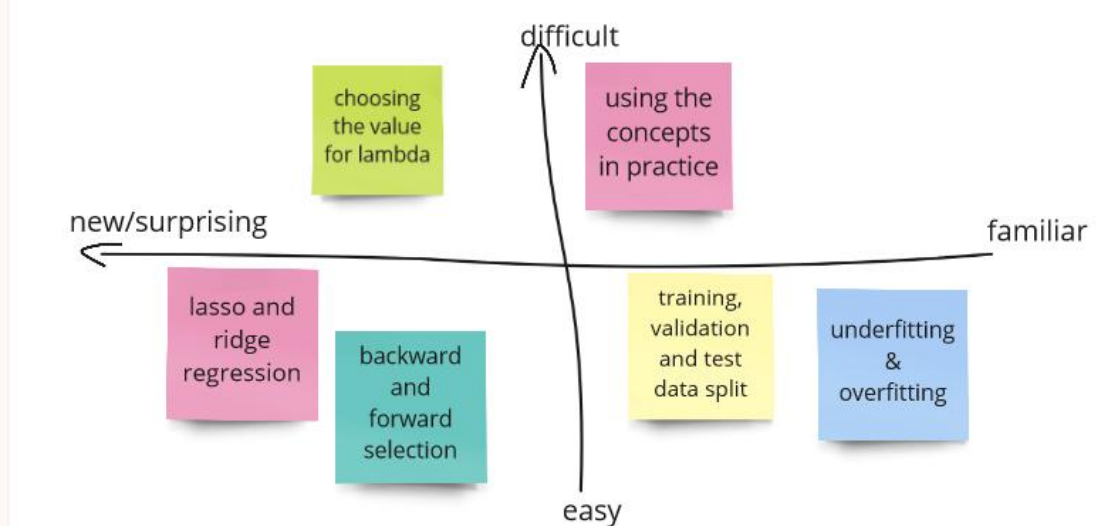 difficult
choosing
the value
for lambda
using the
concepts
in practice
new/surprising
familiar
lasso and
ridge
regression
backward
and
forward
selection
training,
validation
and test
data split
underfitting
&
overfitting
easy